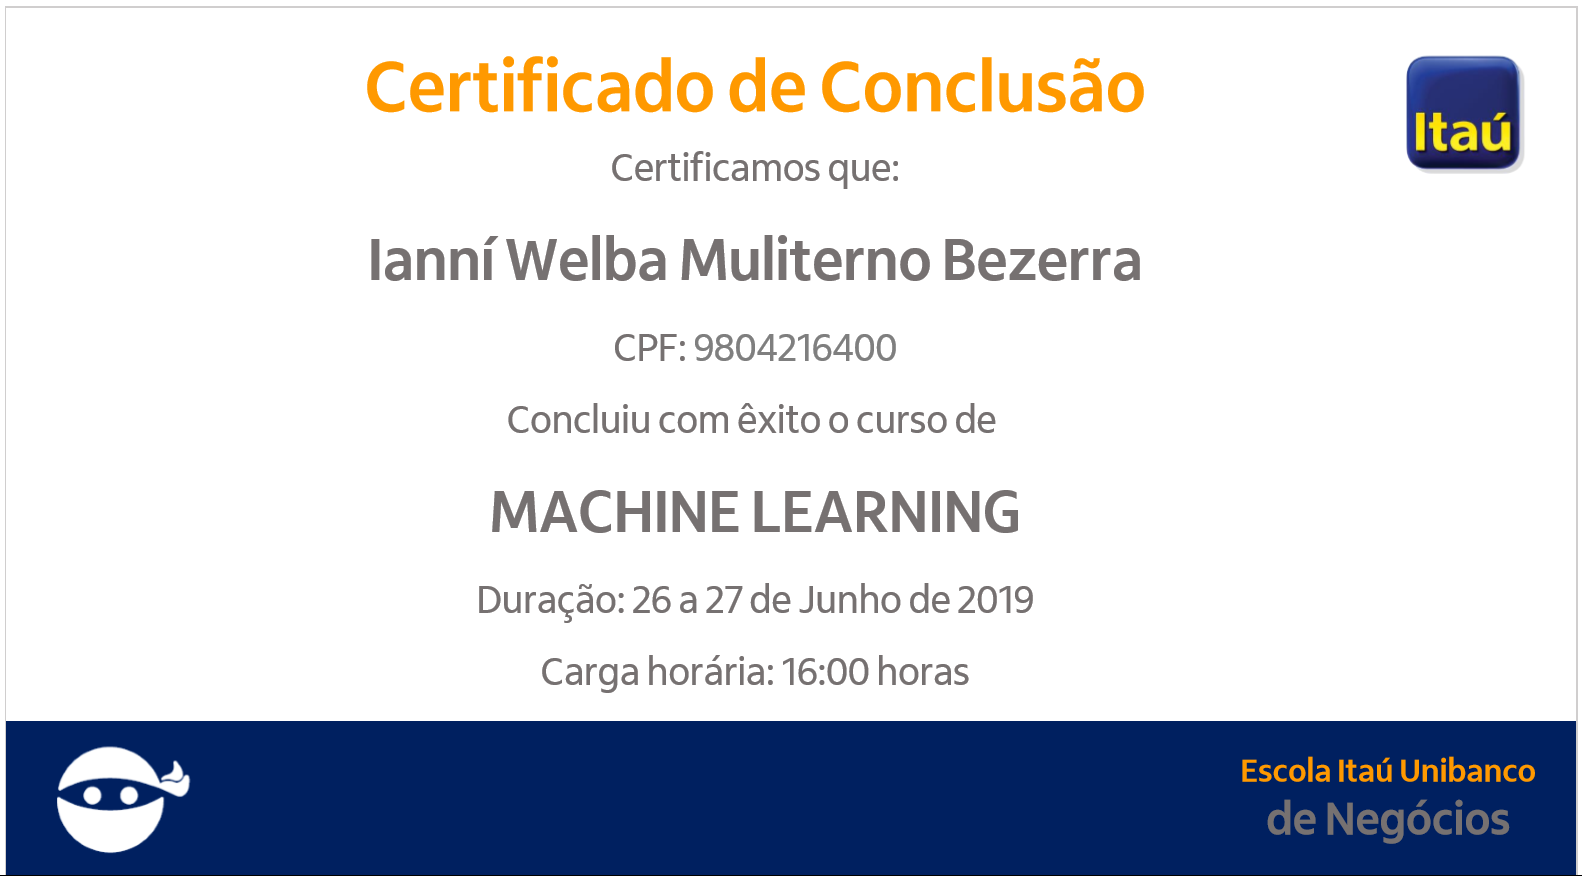 Certificado de Conclusão
Itaú
Certificamos que:
Ianní Welba Muliterno Bezerra
CPF: 9804216400
Concluiu com êxito o curso de
MACHINE LEARNING
Duração: 26 a 27 de Junho de 2019
Carga horária: 16:00 horas
Escola Itaú Unibanco
de Negócios